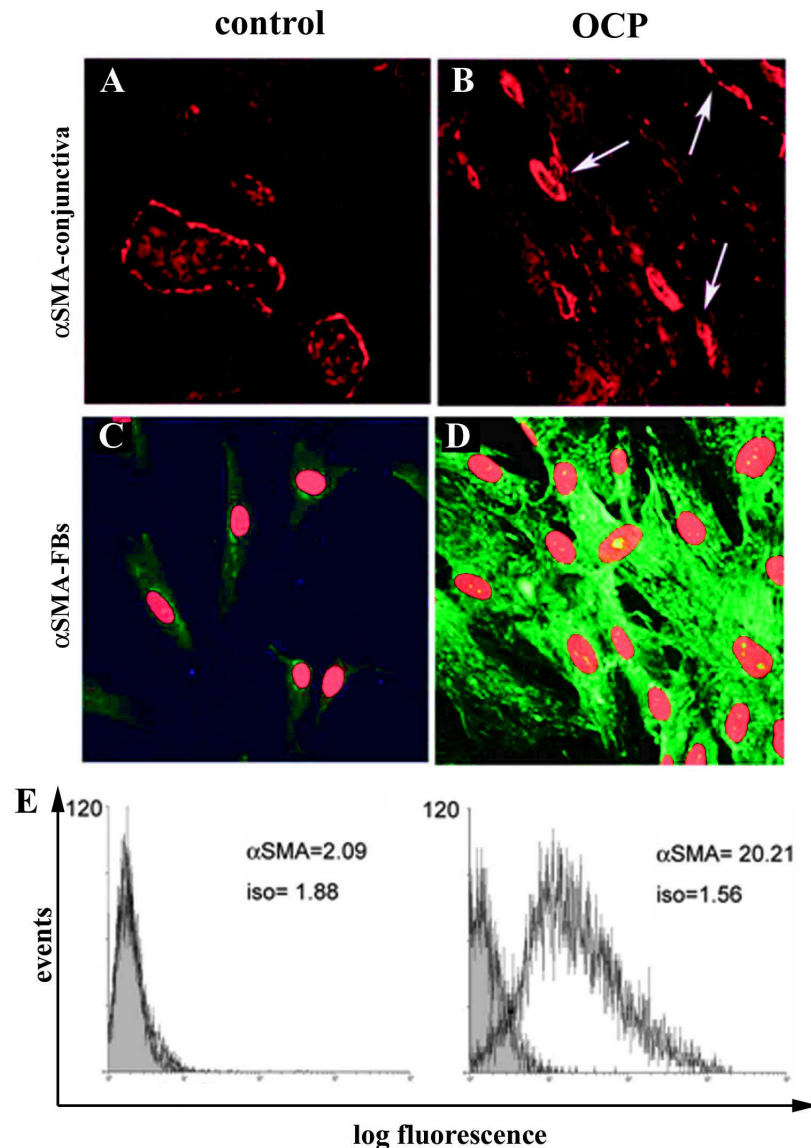 control OCP
A B
αSMA-conjunctiva
C D
αSMA-FBs
E
120 120
αSMA=2.09 αSMA= 20.21
iso= 1.88 iso=1.56
events
log fluorescence